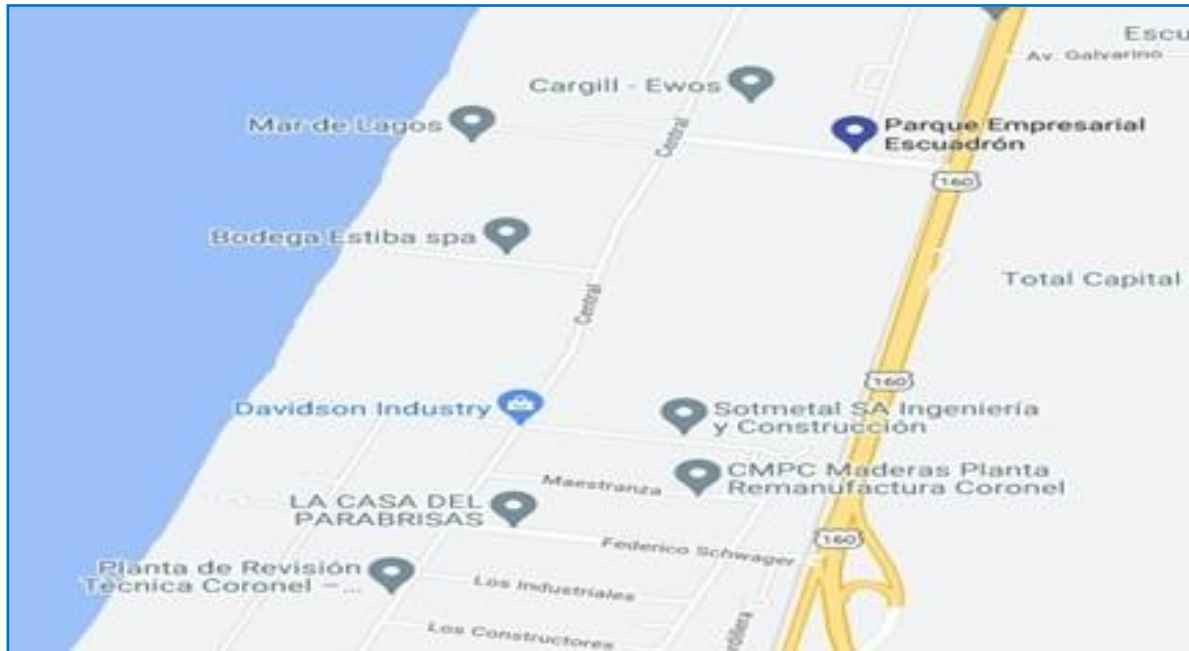 Escu
Av. Galvarino
Cargill - Ewos
Mar de Lagos
Parque Empresarial
Escuadrón
Central
160
Bodega Estiba spa
Total Capital
Central
160
Davidson Industry
Sotmetal SA Ingeniería
y Construcción
CMPC Maderas Planta
Remanufactura Coronel
Maestranza
LA CASA DEL
PARABRISAS
160
Federico Schwager
Planta de Revisión
Técnica Coronel –...
Los Industriales
Los Constructores
rdillera